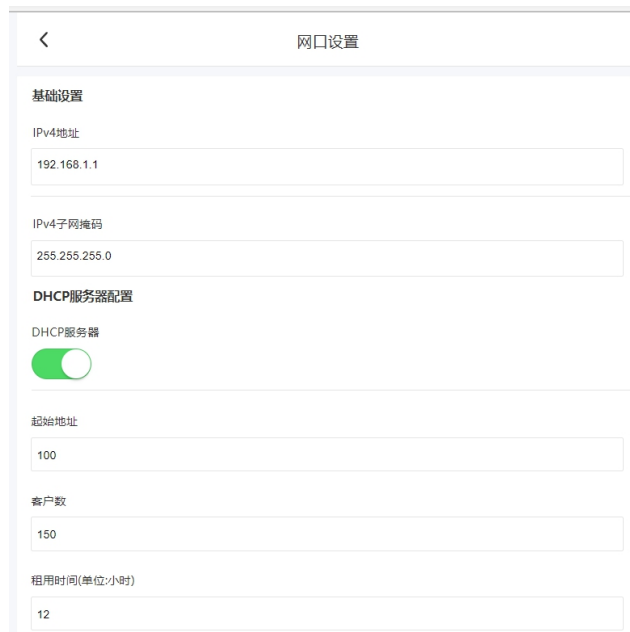 网口设置
基础设置
IPv4地址
192.168.1.1
IPv4子网掩码
255.255.255.0
DHCP服务器配置
DHCP服务器
起始地址
100
客户数
150
租用时间(单位:小时)
12